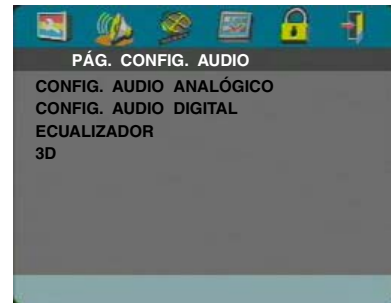 PÁG. CONFIG. AUDIO
CONFIG. AUDIO ANALÓGICO
CONFIG. AUDIO DIGITAL
ECUALIZADOR
3D